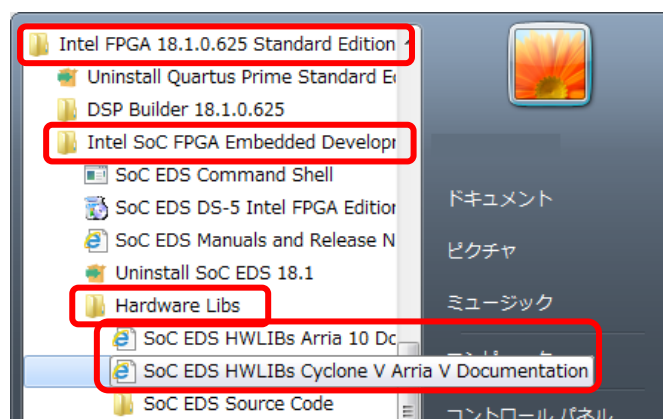 Intel FPGA 18.1.0.625 Standard Edition
Uninstall Quartus Prime Standard
DSP Builder 18.1.0.625
Intel SoC FPGA Embedded
SoC EDS Command Shell
SoC EDS DS-5 Intel FPGA Edition
SoC EDS Manuals and Release N
Uninstall SoC EDS 18.1
Hardware Libs
SoC EDS HWLIBs Arria 10
SoC EDS HWLIBs Cyclone V Arria V Documentation
SoC EDS Source Code
ドキュメント
ピクチャ
ミュージック
コントロール パネル